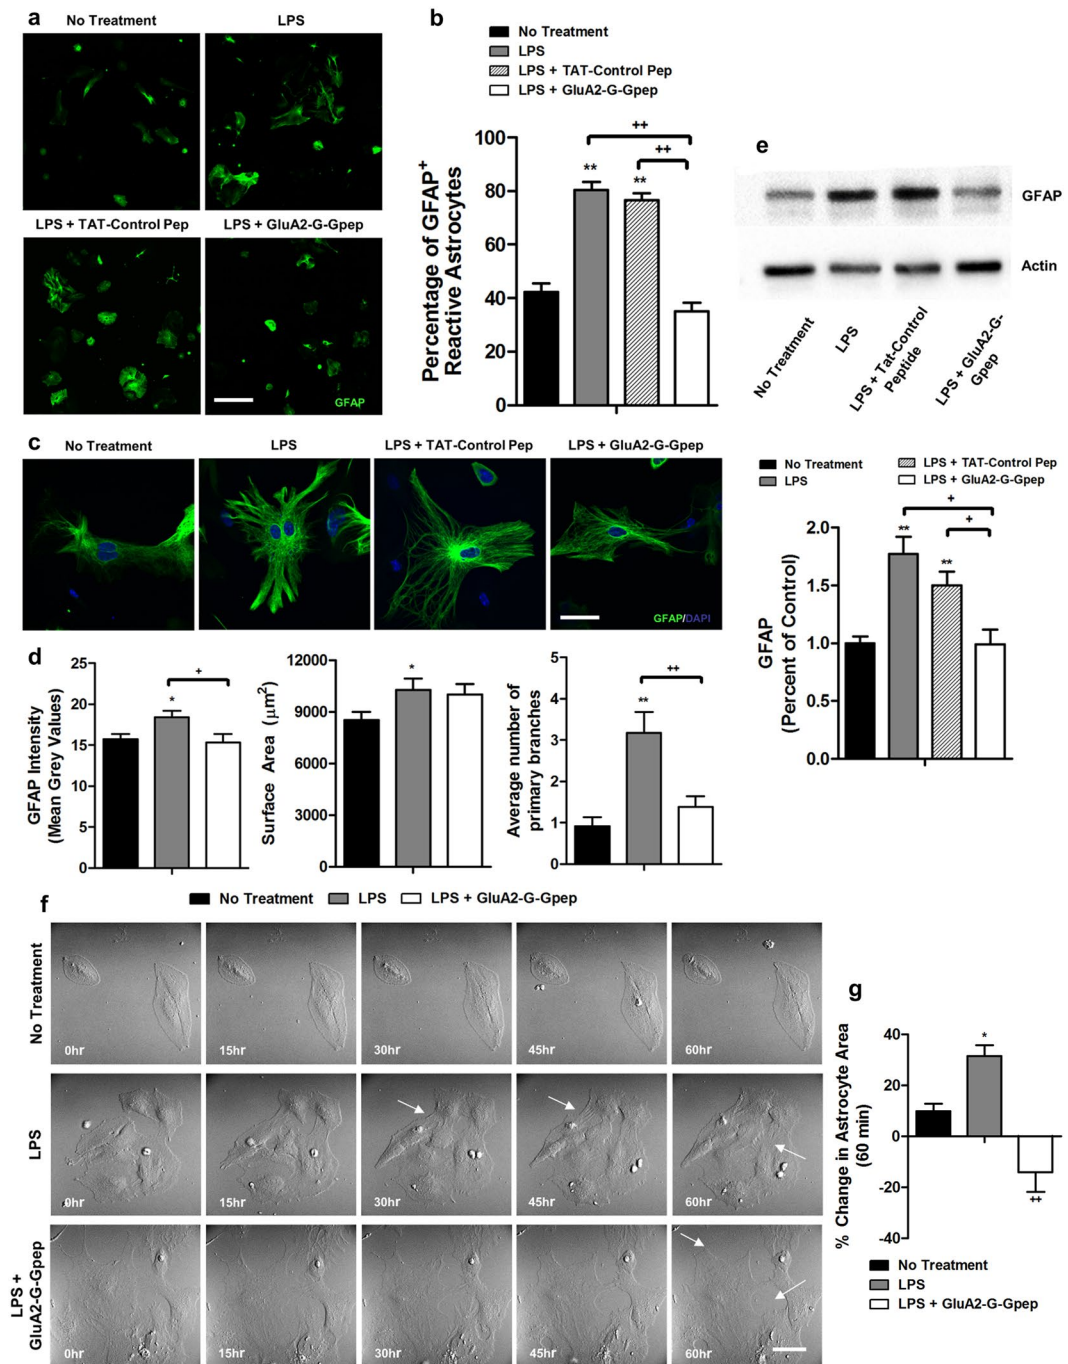 a
No Treatment
LPS
LPS + TAT-Control Pep
LPS + GluA2-G-Gpep
GFAP
b
No Treatment
LPS
LPS + TAT-Control Pep
LPS + GluA2-G-Gpep
Percentage of GFAP+
Reactive Astrocytes
100
80
60
40
20
0
**
**
++
++
e
GFAP
Actin
No Treatment
LPS
LPS + Tat-Control
Peptide
LPS + GluA2-G-
Gpep
No Treatment
LPS
LPS + TAT-Control Pep
LPS + GluA2-G-Gpep
GFAP
(Percent of Control)
2.0
1.5
1.0
0.5
0.0
**
**
+
+
c
No Treatment
LPS
LPS + TAT-Control Pep
LPS + GluA2-G-Gpep
GFAP/DAPI
d
GFAP Intensity
(Mean Grey Values)
25
20
15
10
5
0
*
+
Surface Area (μm2)
12000
9000
6000
3000
0
*
Average number of
primary branches
5
4
3
2
1
0
**
++
No Treatment
LPS
LPS + GluA2-G-Gpep
f
No Treatment
0hr
15hr
30hr
45hr
60hr
LPS
0hr
15hr
30hr
45hr
60hr
LPS +
GluA2-G-Gpep
0hr
15hr
30hr
45hr
60hr
g
% Change in Astrocyte Area
(60 min)
40
20
0
-20
-40
*
++
No Treatment
LPS
LPS + GluA2-G-Gpep